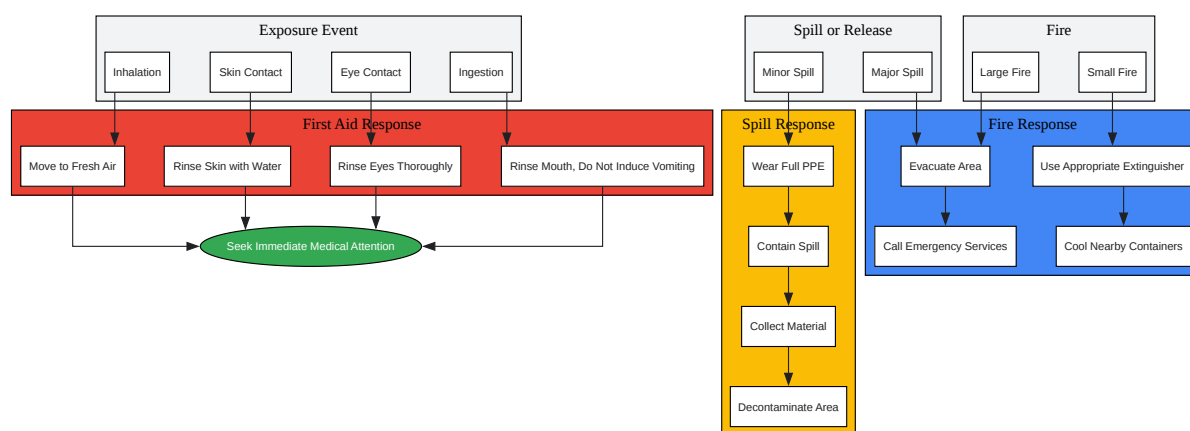 Exposure Event
Inhalation
Skin Contact
Eye Contact
Ingestion
Spill or Release
Minor Spill
Major Spill
Fire
Large Fire
Small Fire
First Aid Response
Move to Fresh Air
Rinse Skin with Water
Rinse Eyes Thoroughly
Rinse Mouth, Do Not Induce Vomiting
Seek Immediate Medical Attention
Spill Response
Wear Full PPE
Contain Spill
Collect Material
Decontaminate Area
Fire Response
Evacuate Area
Use Appropriate Extinguisher
Call Emergency Services
Cool Nearby Containers